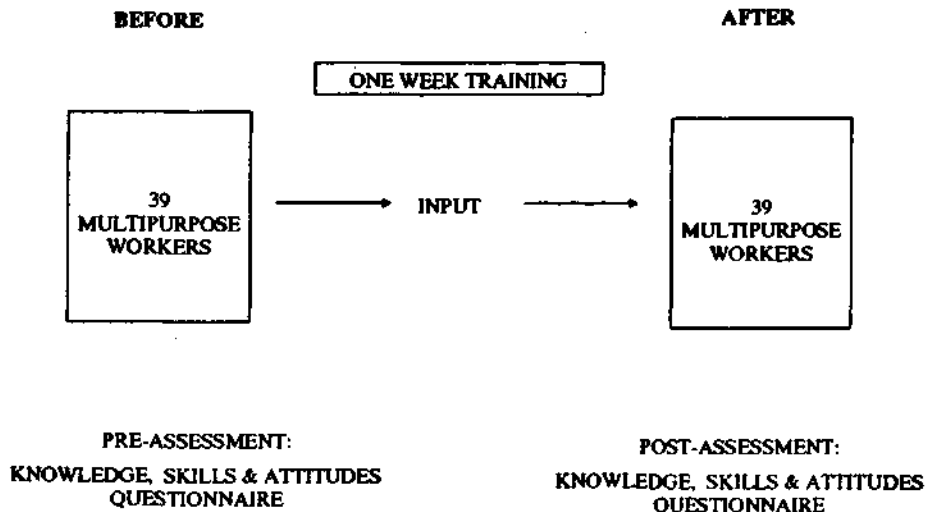 BEFORE
AFTER
ONE WEEK TRAINING
39
MULTIPURPOSE
WORKERS
INPUT
39
MULTIPURPOSE
WORKERS
PRE-ASSESSMENT:
KNOWLEDGE, SKILLS & ATTITUDES
QUESTIONNAIRE
POST-ASSESSMENT:
KNOWLEDGE, SKILLS & ATTITUDES
QUESTIONNAIRE